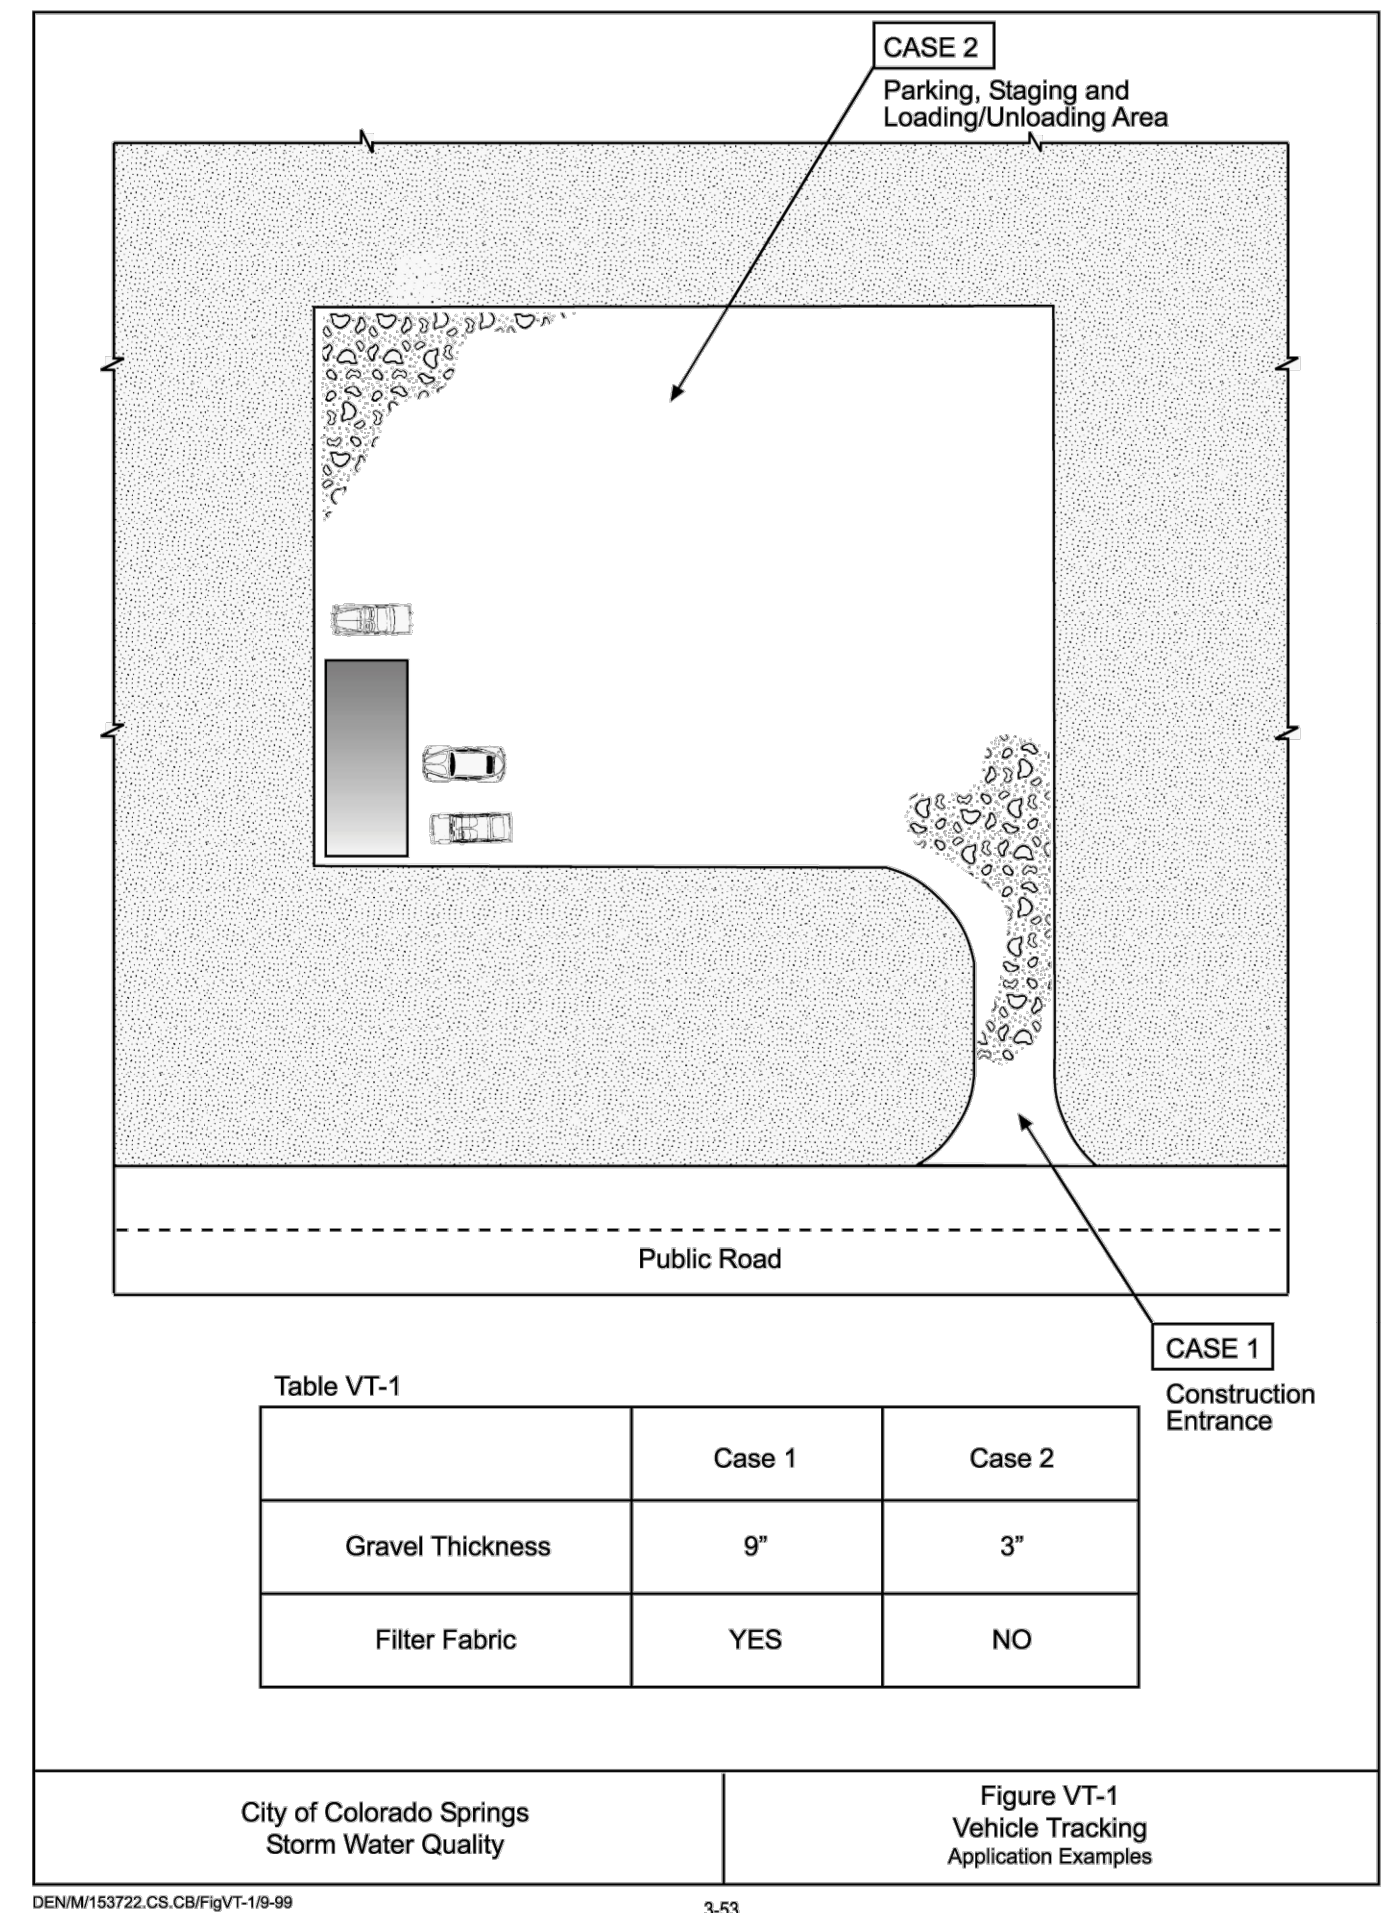 CASE 2
Parking, Staging and
Loading/Unloading Area
Public Road
CASE 1
Construction
Entrance
Table VT-1
Case 1 Case 2
Gravel Thickness 9” 3”
Filter Fabric YES NO
City of Colorado Springs
Storm Water Quality
Figure VT-1
Vehicle Tracking
Application Examples
DEN/M/153722.CS.CB/FigVT-1/9-99
3-53